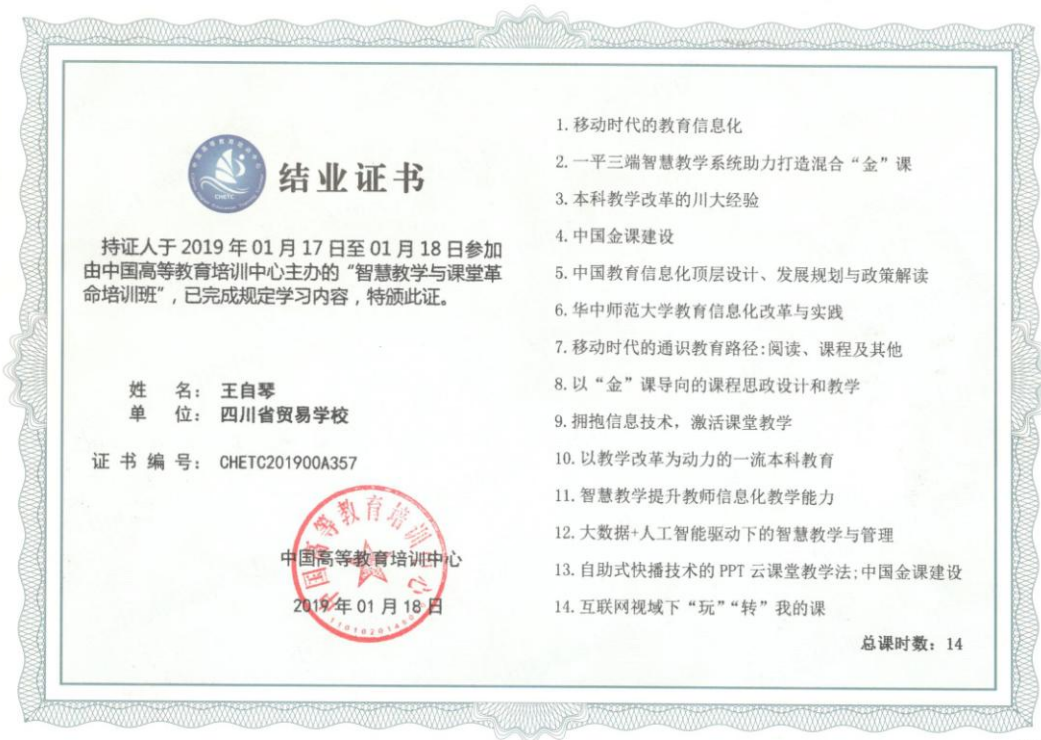 CHETC
结业证书
持证人于 2019 年 01 月 17 日至 01 月 18 日参加
由中国高等教育培训中心主办的“智慧教学与课堂革
命培训班”,已完成规定学习内容,特颁此证。
姓 名: 王自琴
单 位: 四川省贸易学校
证书编号: CHETC201900A357
中国高等教育培训中心
中国高等教育培训中心
2019 年 01 月 18 日
1. 移动时代的教育信息化
2. 一平三端智慧教学系统助力打造混合“金”课
3. 本科教学改革的川大经验
4. 中国金课建设
5. 中国教育信息化顶层设计、发展规划与政策解读
6. 华中师范大学教育信息化改革与实践
7. 移动时代的通识教育路径:阅读、课程及其他
8. 以“金”课导向的课程思政设计和教学
9. 拥抱信息技术,激活课堂教学
10. 以教学改革为动力的一流本科教育
11. 智慧教学提升教师信息化教学能力
12. 大数据+人工智能驱动下的智慧教学与管理
13. 自助式快播技术的 PPT 云课堂教学法;中国金课建设
14. 互联网视域下“玩”“转”我的课
总课时数: 14